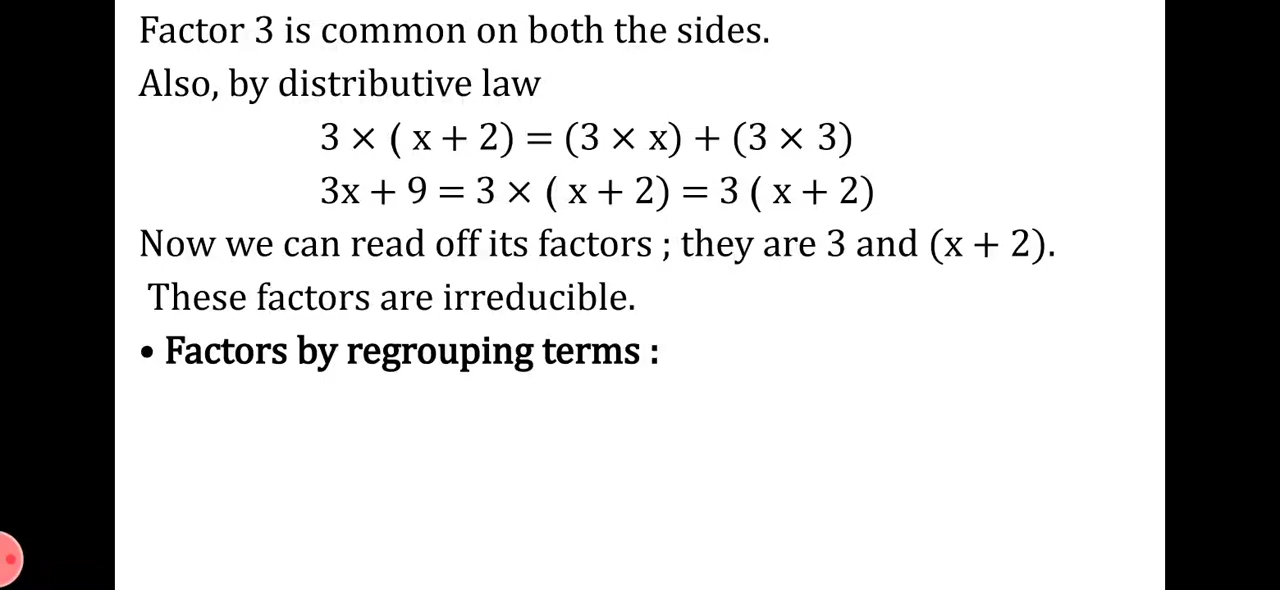 Factor 3 is common on both the sides.
Also, by distributive law
3 × ( x + 2) = (3 × x) + (3 × 3)
3x + 9 = 3 × ( x + 2) = 3 ( x + 2)
Now we can read off its factors ; they are 3 and (x + 2).
These factors are irreducible.
• Factors by regrouping terms :